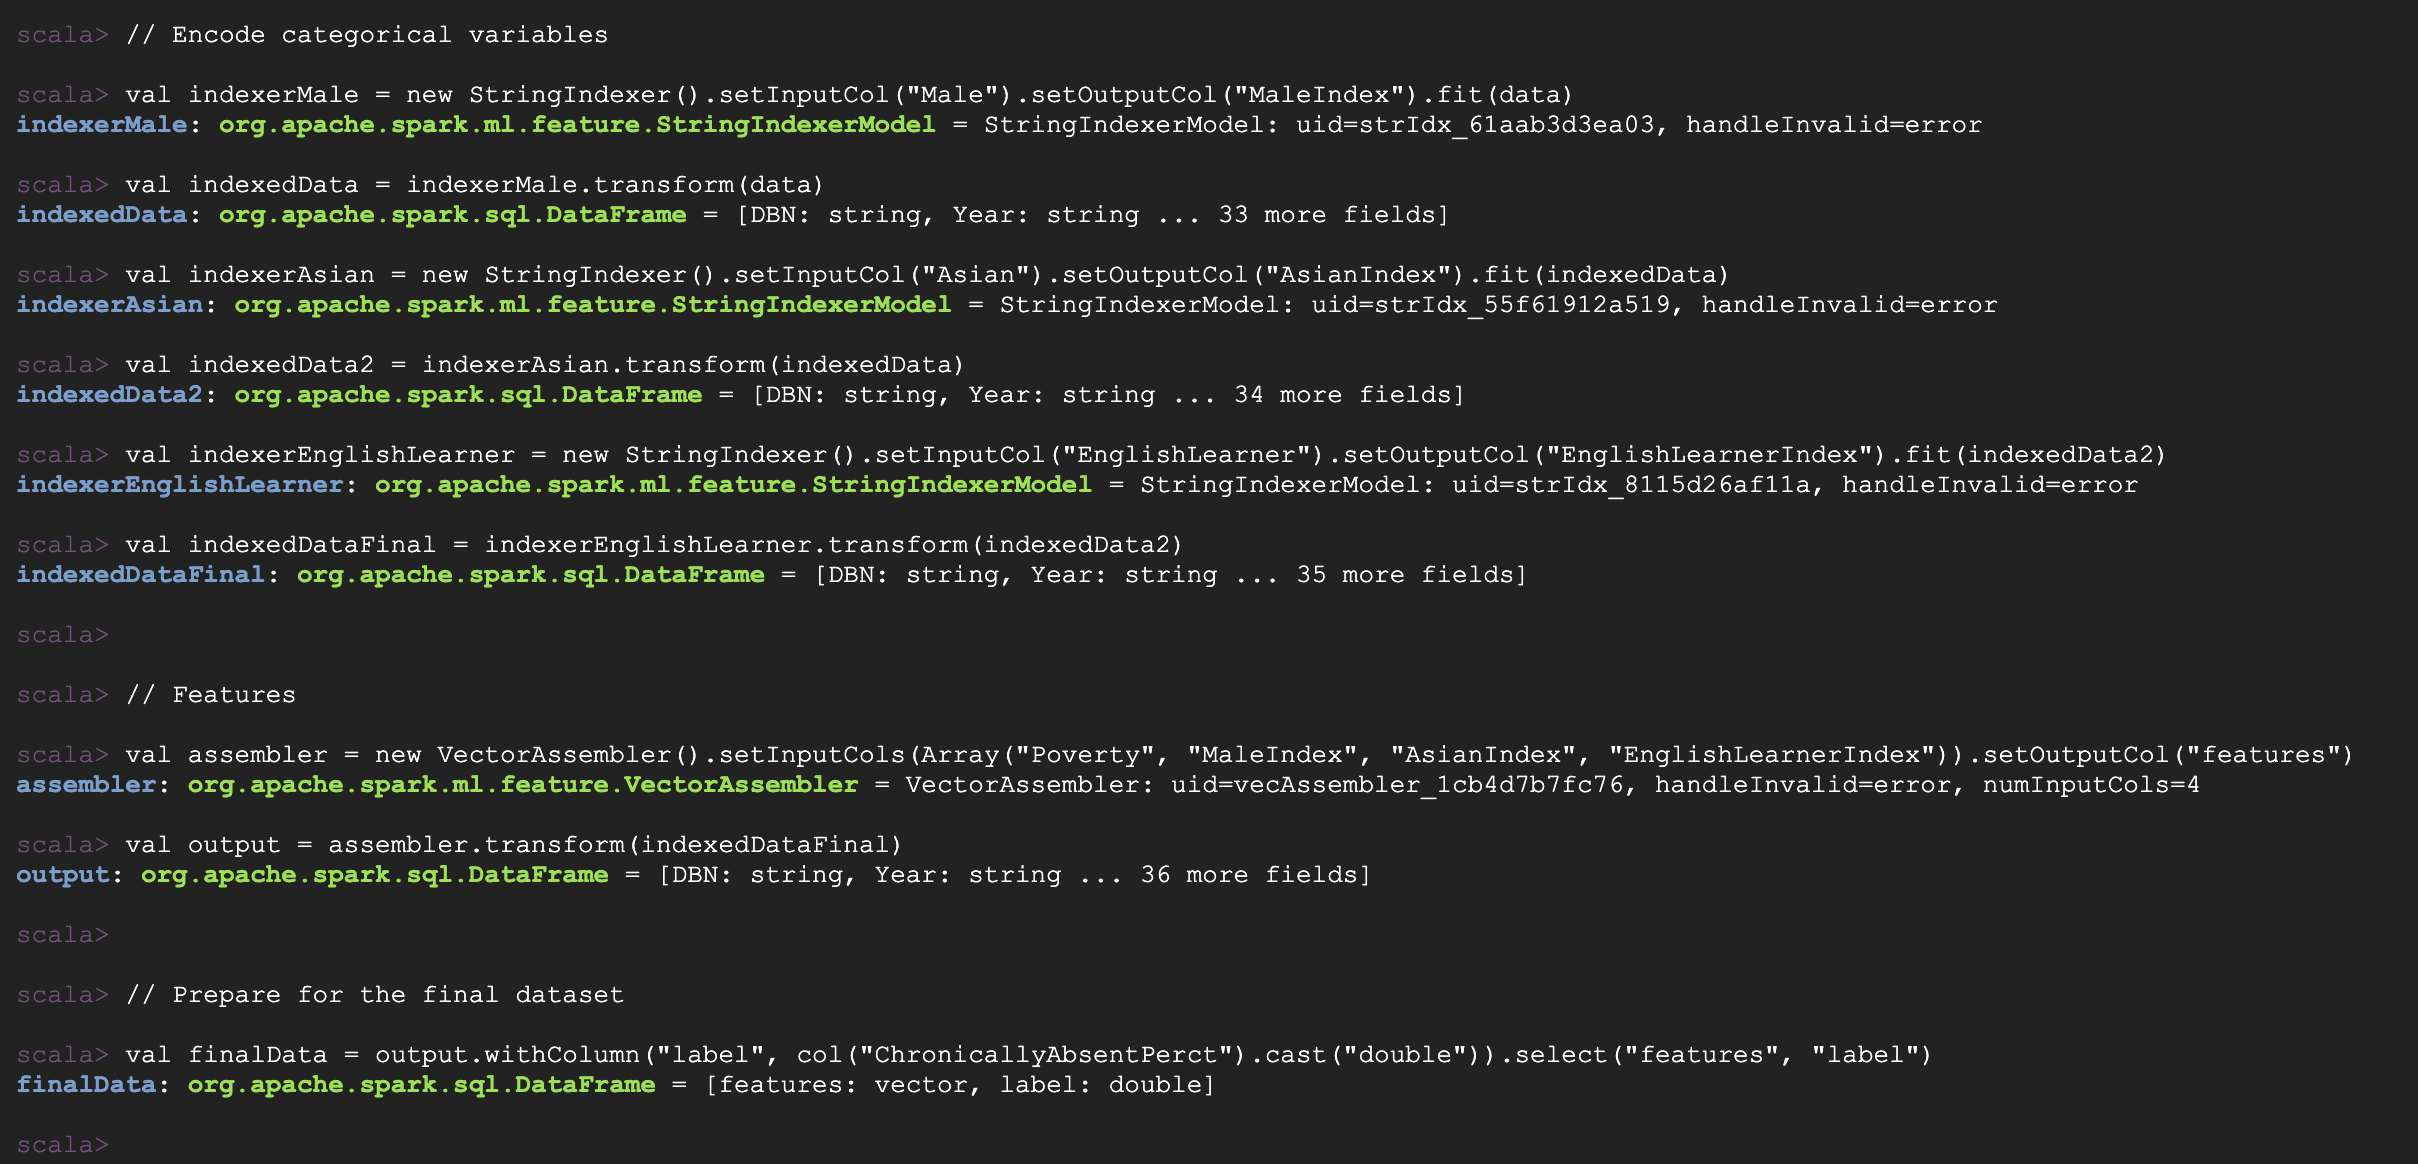 scala> // Encode categorical variables
scala> val indexerMale = new StringIndexer().setInputCol("Male").setOutputCol("MaleIndex").fit(data)
indexerMale: org.apache.spark.ml.feature.StringIndexerModel = StringIndexerModel: uid=strIdx_61aab3d3ea03, handleInvalid=error
scala> val indexedData = indexerMale.transform(data)
indexedData: org.apache.spark.sql.DataFrame = [DBN: string, Year: string ... 33 more fields]
scala> val indexerAsian = new StringIndexer().setInputCol("Asian").setOutputCol("AsianIndex").fit(indexedData)
indexerAsian: org.apache.spark.ml.feature.StringIndexerModel = StringIndexerModel: uid=strIdx_55f61912a519, handleInvalid=error
scala> val indexedData2 = indexerAsian.transform(indexedData)
indexedData2: org.apache.spark.sql.DataFrame = [DBN: string, Year: string ... 34 more fields]
scala> val indexerEnglishLearner = new StringIndexer().setInputCol("EnglishLearner").setOutputCol("EnglishLearnerIndex").fit(indexedData2)
indexerEnglishLearner: org.apache.spark.ml.feature.StringIndexerModel = StringIndexerModel: uid=strIdx_8115d26af11a, handleInvalid=error
scala> val indexedDataFinal = indexerEnglishLearner.transform(indexedData2)
indexedDataFinal: org.apache.spark.sql.DataFrame = [DBN: string, Year: string ... 35 more fields]
scala>
scala> // Features
scala> val assembler = new VectorAssembler().setInputCols(Array("Poverty", "MaleIndex", "AsianIndex", "EnglishLearnerIndex")).setOutputCol("features")
assembler: org.apache.spark.ml.feature.VectorAssembler = VectorAssembler: uid=vecAssembler_1cb4d7b7fc76, handleInvalid=error, numInputCols=4
scala> val output = assembler.transform(indexedDataFinal)
output: org.apache.spark.sql.DataFrame = [DBN: string, Year: string ... 36 more fields]
scala>
scala> // Prepare for the final dataset
scala> val finalData = output.withColumn("label", col("ChronicallyAbsentPerct").cast("double")).select("features", "label")
finalData: org.apache.spark.sql.DataFrame = [features: vector, label: double]
scala>